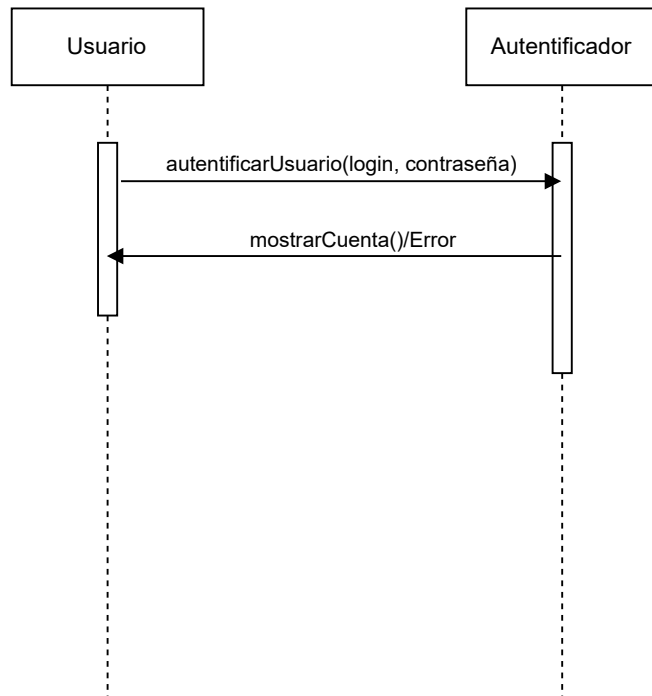 Usuario
Autentificador
autentificarUsuario(login, contraseña)
mostrarCuenta()/Error